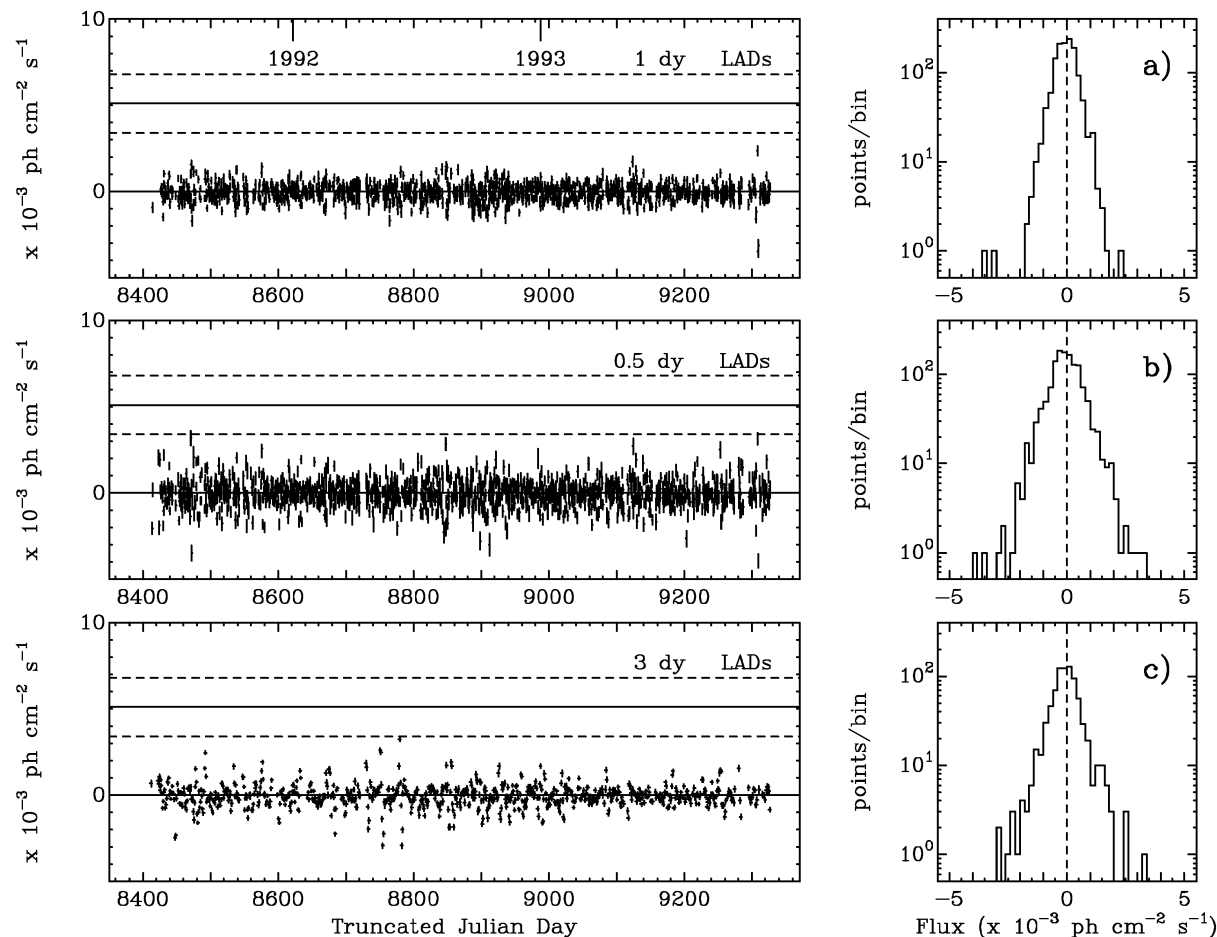 10
x 10⁻³ ph cm⁻² s⁻¹
0
1992 1993 1 dy LADs
8400 8600 8800 9000 9200
points/bin
10²
10¹
10⁰
a)
−5 0 5
10
x 10⁻³ ph cm⁻² s⁻¹
0
0.5 dy LADs
8400 8600 8800 9000 9200
points/bin
10²
10¹
10⁰
b)
−5 0 5
10
x 10⁻³ ph cm⁻² s⁻¹
0
3 dy LADs
8400 8600 8800 9000 9200
Truncated Julian Day
points/bin
10²
10¹
10⁰
c)
−5 0 5
Flux (x 10⁻³ ph cm⁻² s⁻¹)